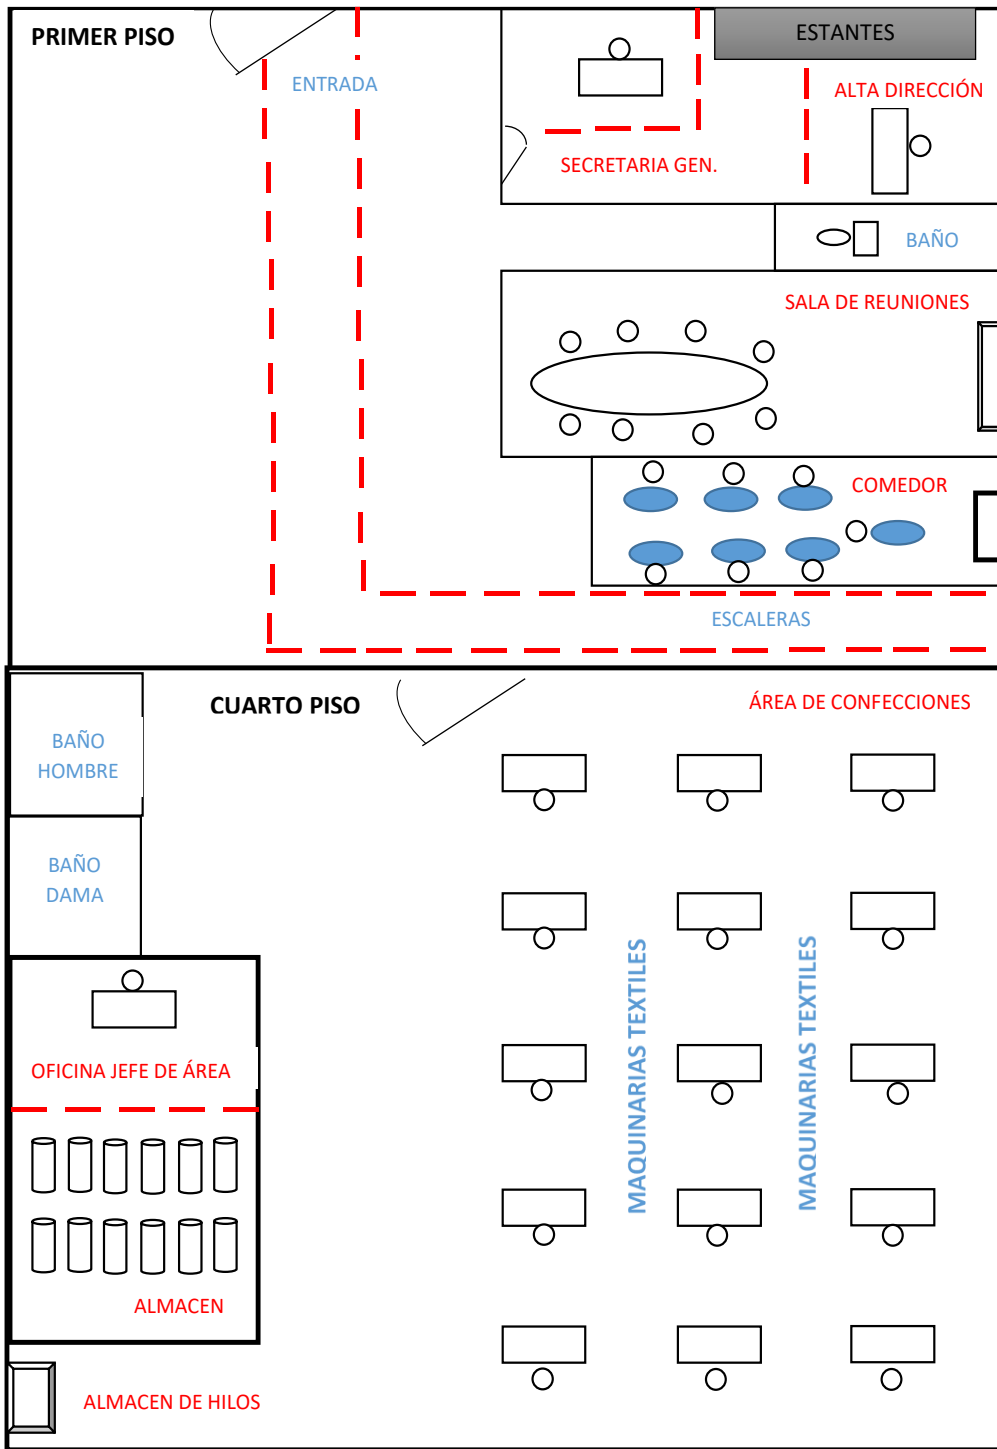 PRIMER PISO
ESTANTES
ENTRADA
ALTA DIRECCIÓN
SECRETARIA GEN.
BAÑO
SALA DE REUNIONES
COMEDOR
ESCALERAS
CUARTO PISO
ÁREA DE CONFECCIONES
BAÑO
HOMBRE
BAÑO
DAMA
MAQUINARIAS TEXTILES
MAQUINARIAS TEXTILES
OFICINA JEFE DE ÁREA
ALMACEN
ALMACEN DE HILOS